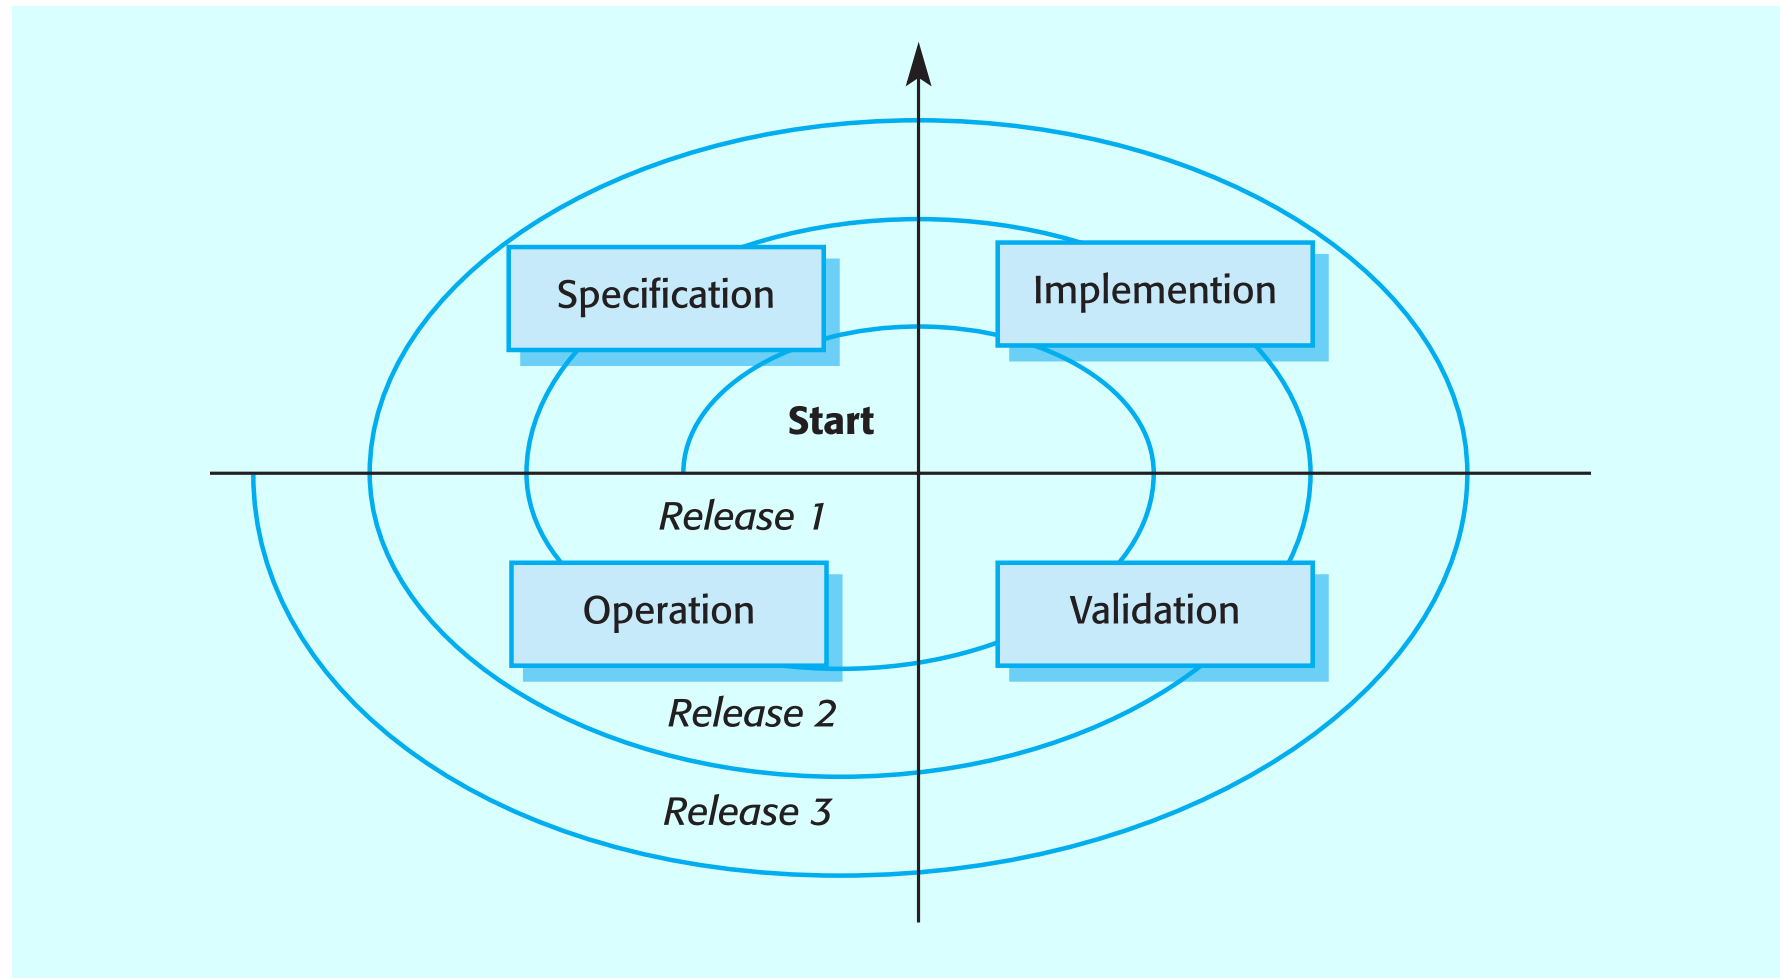 Specification
Implemention
Start
Release 1
Operation
Validation
Release 2
Release 3